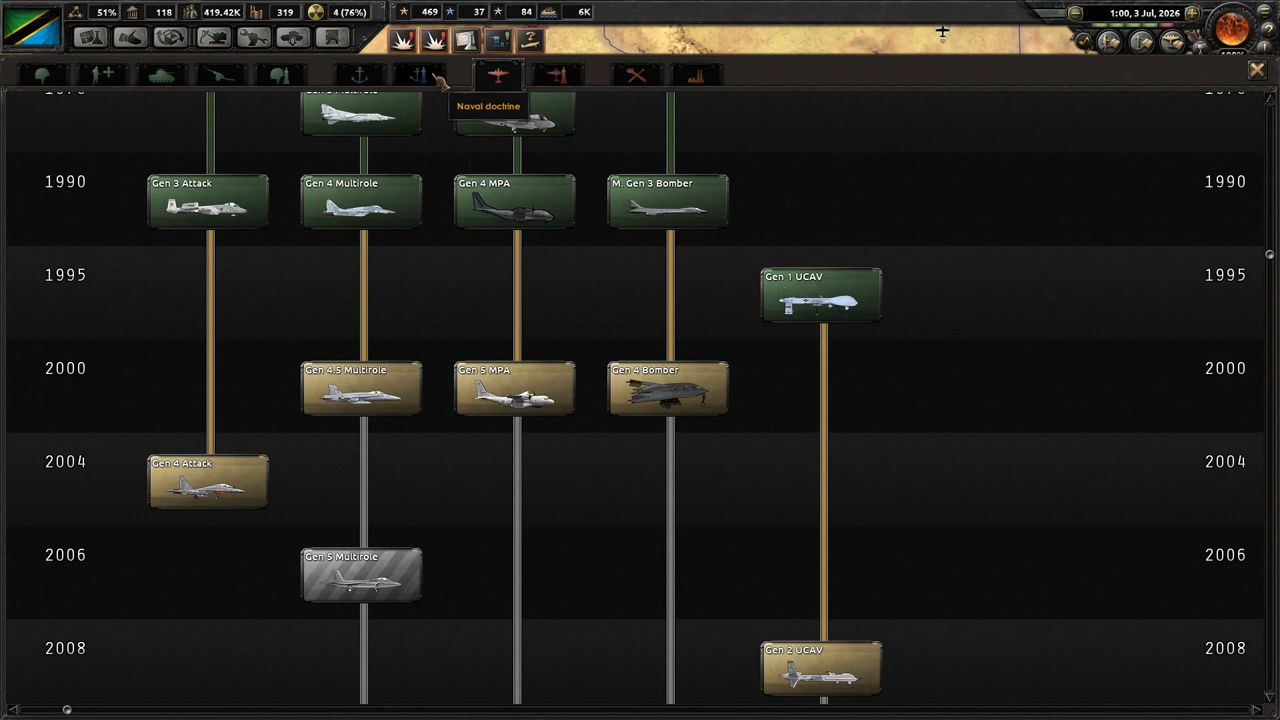 51%
118
419.42K
319
4 (76%)
469
37
84
6K
1:00, 3 Jul, 2026
Naval doctrine
1990
Gen 3 Attack
Gen 4 Multirole
Gen 4 MPA
M. Gen 3 Bomber
1990
1995
Gen 1 UCAV
1995
2000
Gen 4.5 Multirole
Gen 5 MPA
Gen 4 Bomber
2000
2004
Gen 4 Attack
2004
2006
Gen 5 Multirole
2006
2008
Gen 2 UCAV
2008